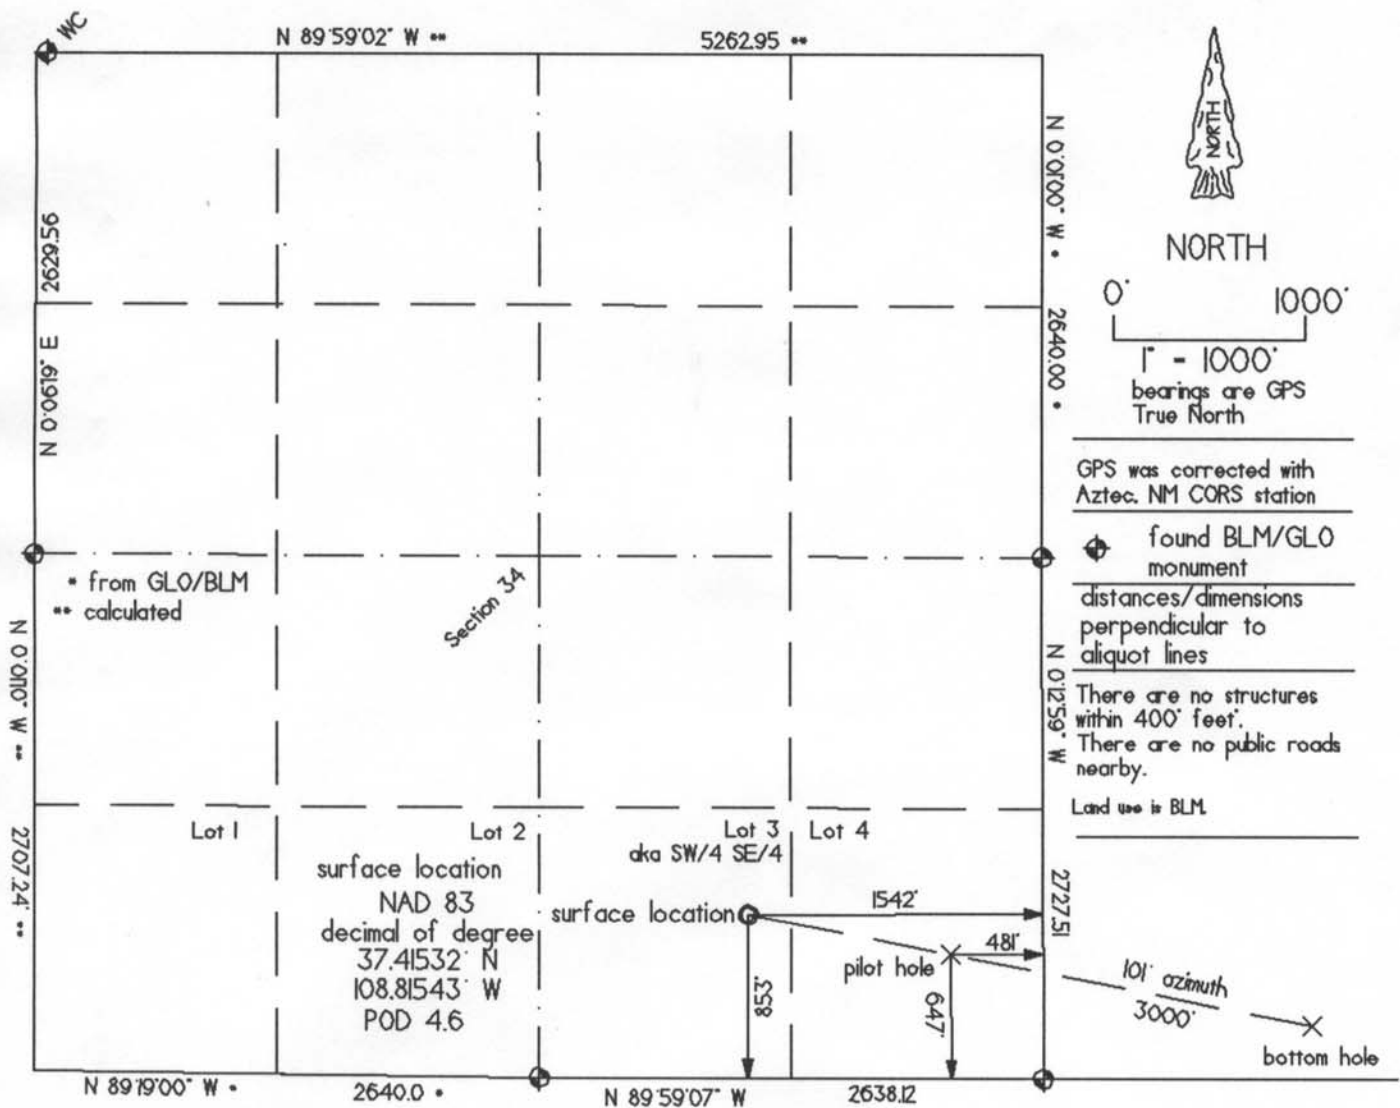 WC
N 89°59'02" W **
5262.95 **
N 0°01'00" W *
NORTH
NORTH
2629.56
0'
1000'
2640.00 *
1" - 1000'
bearings are GPS
True North
N 0°06'19" E
GPS was corrected with
Aztec, NM CORS station
found BLM/GLO
monument
* from GLO/BLM
** calculated
Section 34
distances/dimensions
perpendicular to
aliquot lines
N 0°01'10" W **
N 0°12'59" W
There are no structures
within 400' feet'.
There are no public roads
nearby.
Land use is BLM.
Lot 1
Lot 2
Lot 3
Lot 4
aka SW/4 SE/4
2707.24' **
surface location
NAD 83
decimal of degree
37.41532° N
108.81543° W
POD 4.6
surface location
1542'
2727.51
481'
pilot hole
853'
647'
101° azimuth
3000'
bottom hole
N 89°19'00" W *
2640.0 *
N 89°59'07" W
2638.12